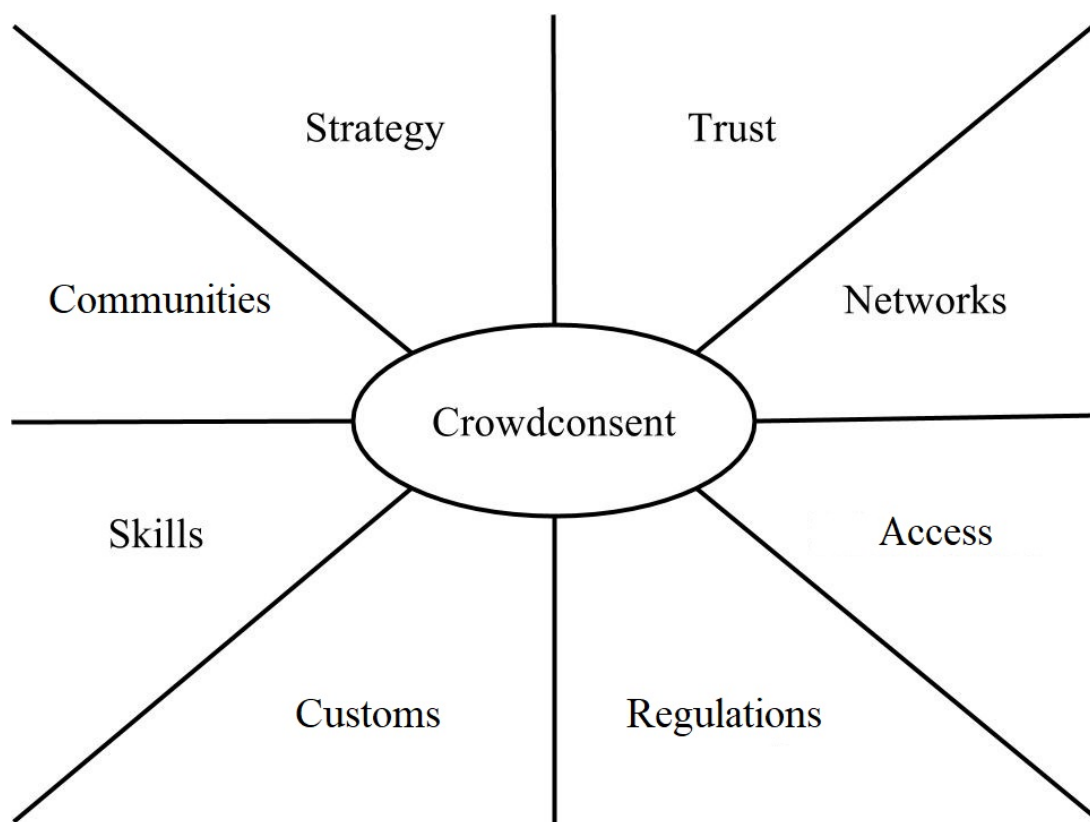 Strategy
Trust
Communities
Networks
Crowdconsent
Skills
Access
Customs
Regulations